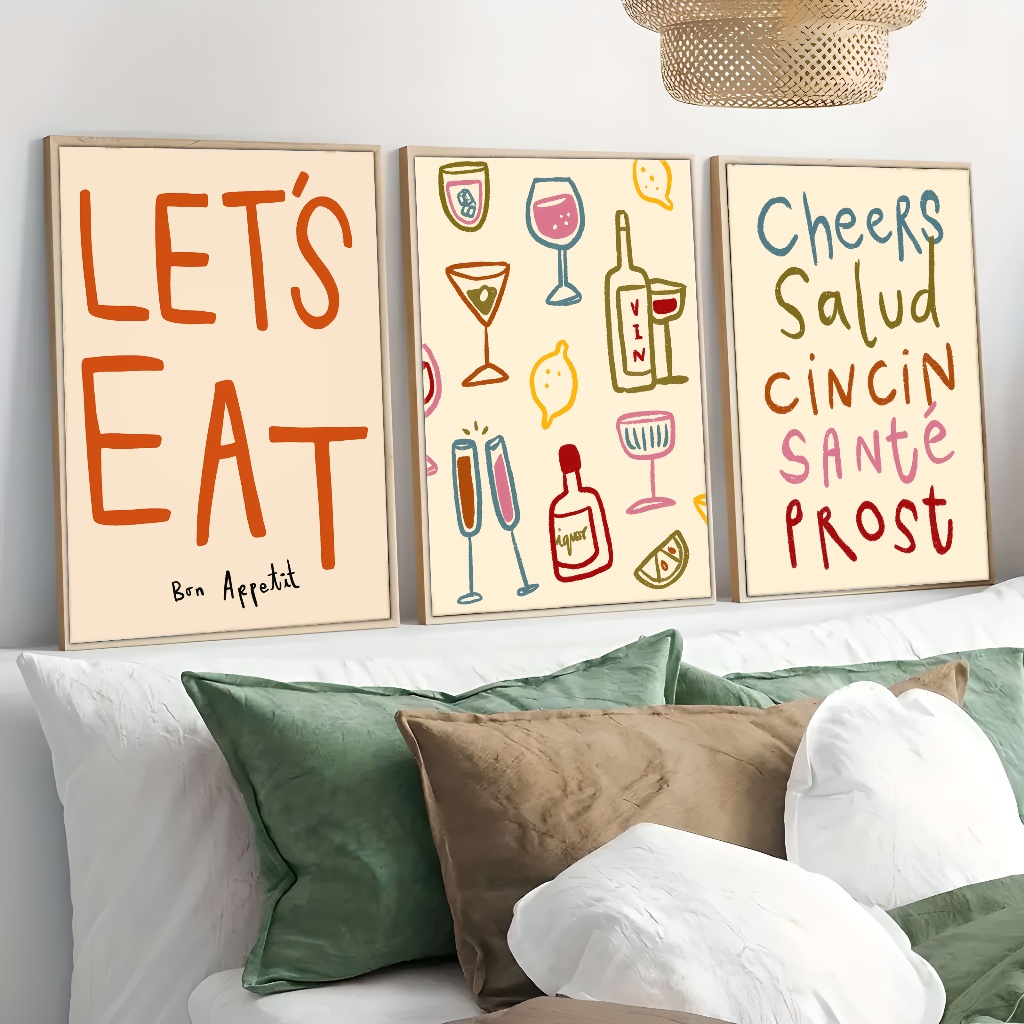 LET'S
EAT
Bon Appetit
VIN
liquor
CheeRS
Salud
CiNCiN
SANté
PROSt